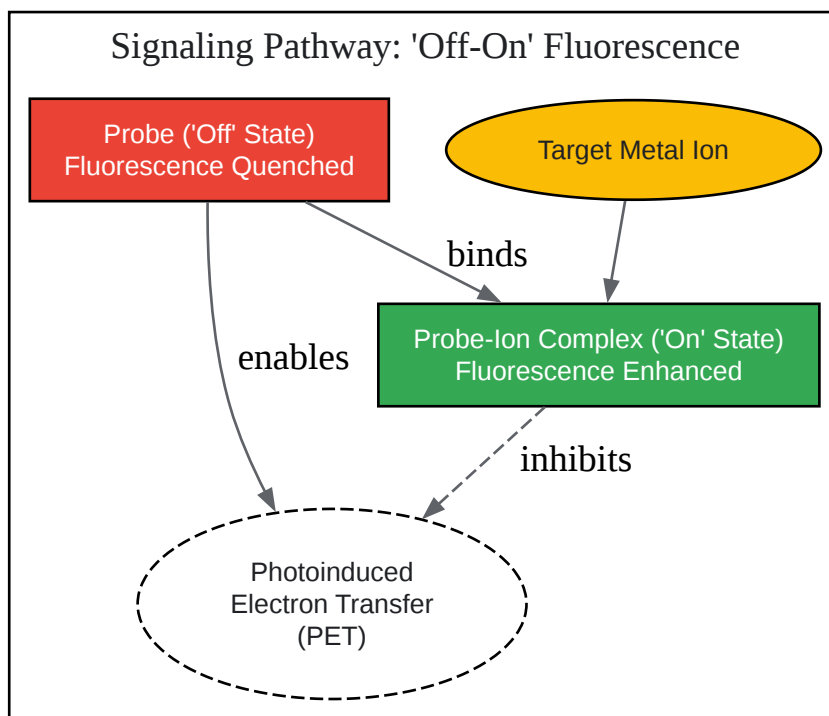 Signaling Pathway: 'Off-On' Fluorescence
Probe ('Off' State)
Fluorescence Quenched
Target Metal Ion
binds
Probe-Ion Complex ('On' State)
Fluorescence Enhanced
enables
inhibits
Photoinduced
Electron Transfer
(PET)